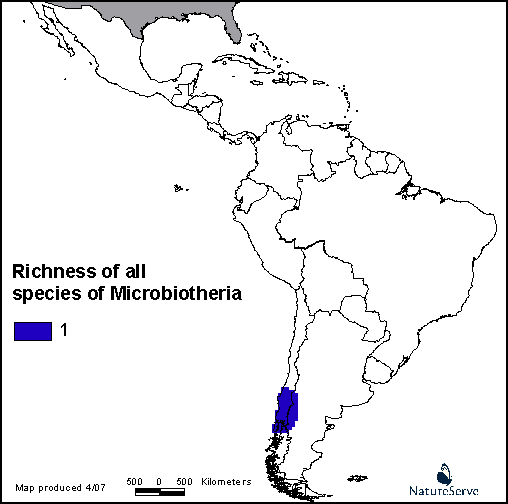 Richness of all
species of Microbiotheria
1
Map produced 4/07
500 0 500 Kilometers
NatureServe